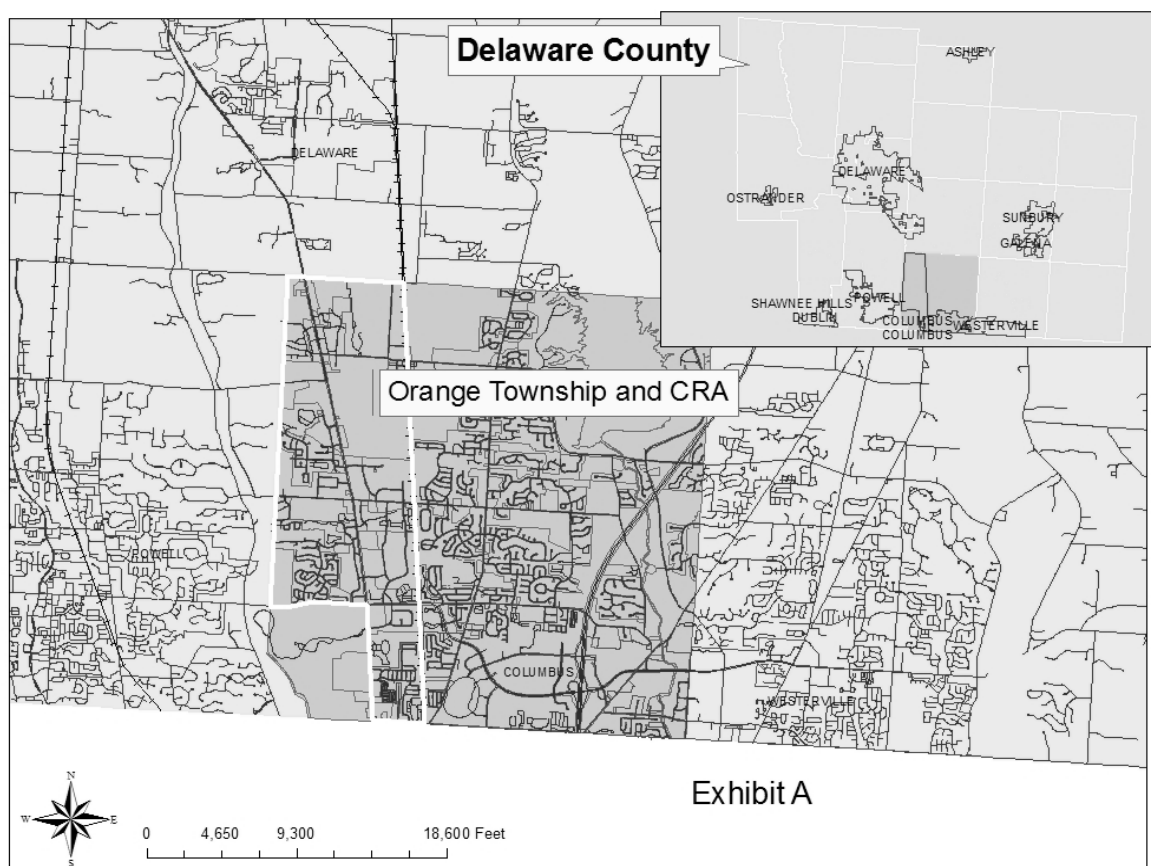 Delaware County
ASHLEY
DELAWARE
OSTRANDER
SUNBURY
GALENA
SHAWNEE HILLS
POWELL
DUBLIN
COLUMBUS
WESTERVILLE
COLUMBUS
DELAWARE
Orange Township and CRA
POWELL
COLUMBUS
WESTERVILLE
Exhibit A
N
W
E
S
0 4,650 9,300 18,600 Feet